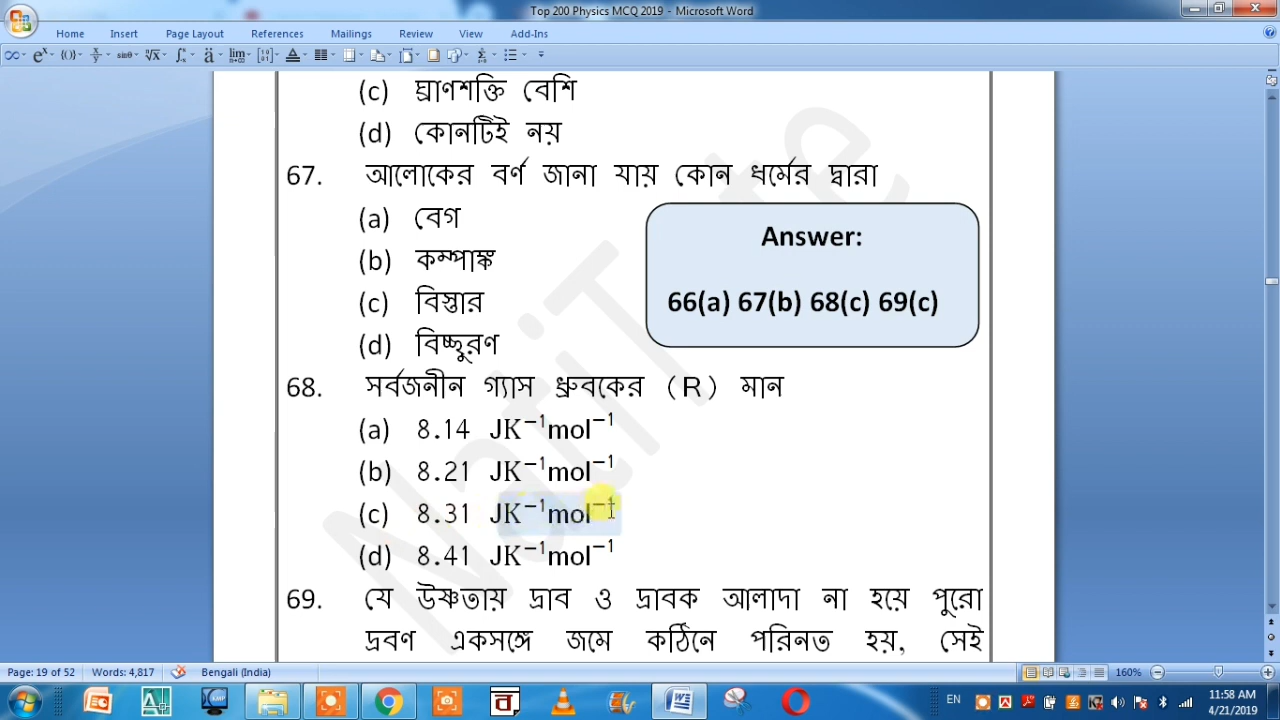 Top 200 Physics MCQ 2019 - Microsoft Word
Home Insert Page Layout References Mailings Review View Add-Ins
(c) ঘ্রাণশক্তি বেশি
(d) কোনটিই নয়
67. আলোকের বর্ণ জানা যায় কোন ধর্মের দ্বারা
(a) বেগ
(b) কম্পাঙ্ক
(c) বিস্তার
(d) বিচ্ছুরণ
Answer:
66(a) 67(b) 68(c) 69(c)
68. সর্বজনীন গ্যাস ধ্রুবকের (R) মান
(a) 8.14 JK⁻¹mol⁻¹
(b) 8.21 JK⁻¹mol⁻¹
(c) 8.31 JK⁻¹mol⁻¹
(d) 8.41 JK⁻¹mol⁻¹
69. যে উষ্ণতায় দ্রাব ও দ্রাবক আলাদা না হয়ে পুরো
দ্রবণ একসঙ্গে জমে কঠিনে পরিনত হয়, সেই
Page: 19 of 52 Words: 4,817 Bengali (India) 160%
EN 11:58 AM
4/21/2019